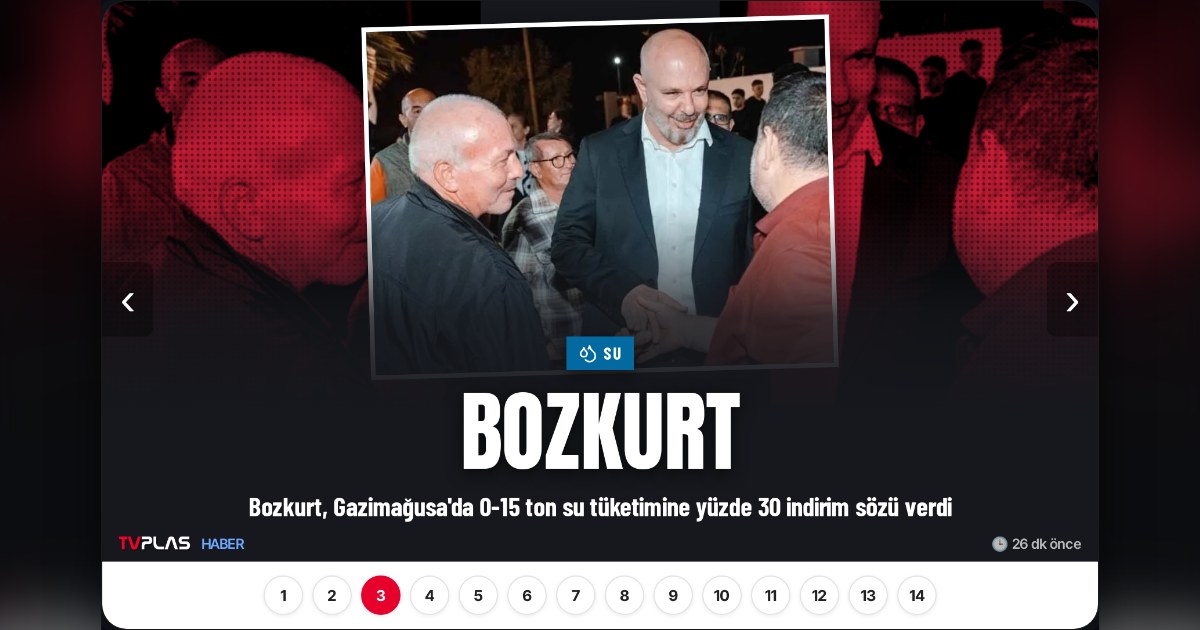 SU
BOZKURT
Bozkurt, Gazimağusa'da 0-15 ton su tüketimine yüzde 30 indirim sözü verdi
TVPLAS HABER
26 dk önce
1 2 3 4 5 6 7 8 9 10 11 12 13 14